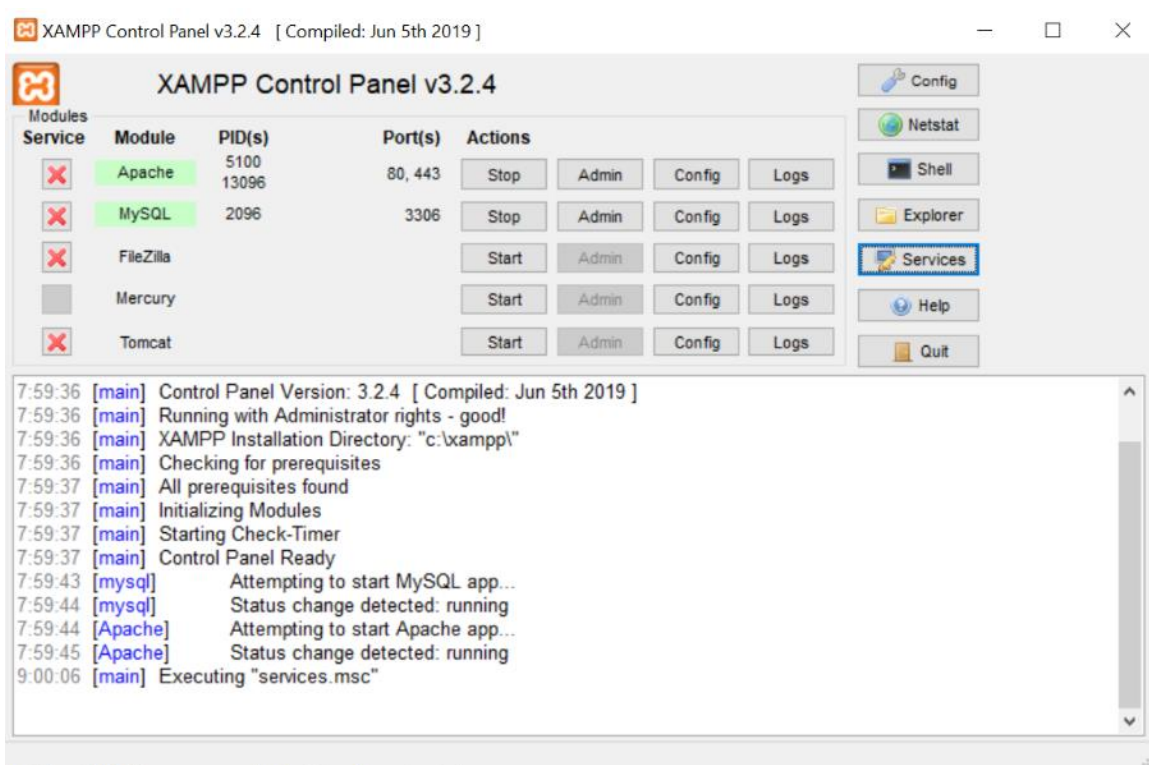 XAMPP Control Panel v3.2.4 [ Compiled: Jun 5th 2019 ]
XAMPP Control Panel v3.2.4
Config
Modules
Service Module PID(s) Port(s) Actions
Netstat
Apache 5100 13096 80, 443 Stop Admin Config Logs
Shell
MySQL 2096 3306 Stop Admin Config Logs
Explorer
FileZilla Start Admin Config Logs
Services
Mercury Start Admin Config Logs
Help
Tomcat Start Admin Config Logs
Quit
7:59:36 [main] Control Panel Version: 3.2.4 [ Compiled: Jun 5th 2019 ]
7:59:36 [main] Running with Administrator rights - good!
7:59:36 [main] XAMPP Installation Directory: "c:\xampp\"
7:59:36 [main] Checking for prerequisites
7:59:37 [main] All prerequisites found
7:59:37 [main] Initializing Modules
7:59:37 [main] Starting Check-Timer
7:59:37 [main] Control Panel Ready
7:59:43 [mysql] Attempting to start MySQL app...
7:59:44 [mysql] Status change detected: running
7:59:44 [Apache] Attempting to start Apache app...
7:59:45 [Apache] Status change detected: running
9:00:06 [main] Executing "services.msc"